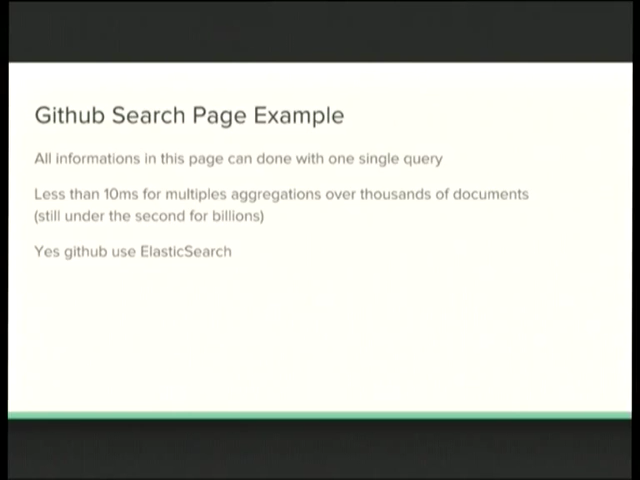 Github Search Page Example
All informations in this page can done with one single query
Less than 10ms for multiples aggregations over thousands of documents
(still under the second for billions)
Yes github use ElasticSearch